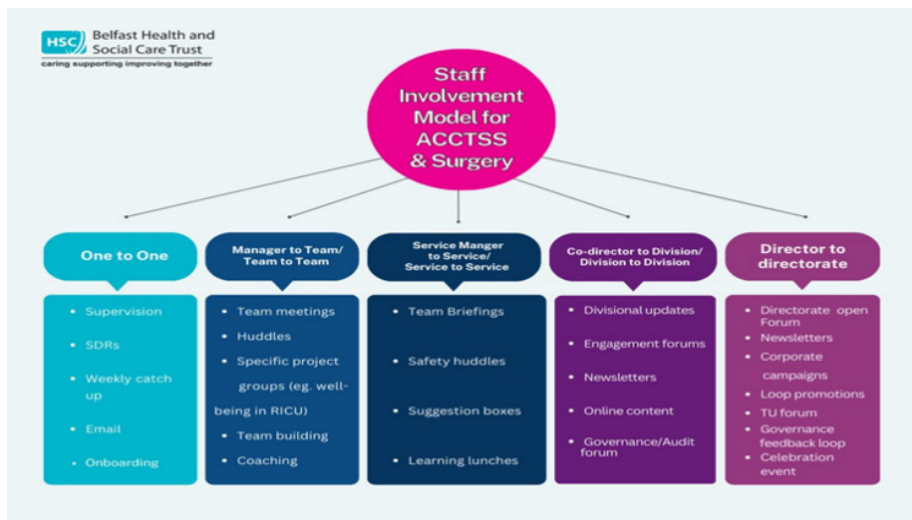 HSC
Belfast Health and
Social Care Trust
caring supporting improving together
Staff
Involvement
Model for
ACCTSS
& Surgery
One to One
• Supervision
• SDRs
• Weekly catch
up
• Email
• Onboarding
Manager to Team/
Team to Team
• Team meetings
• Huddles
• Specific project
groups (eg. well-
being in RICU)
• Team building
• Coaching
Service Manger
to Service/
Service to Service
• Team Briefings
• Safety huddles
• Suggestion boxes
• Learning lunches
Co-director to Division/
Division to Division
• Divisional updates
• Engagement forums
• Newsletters
• Online content
• Governance/Audit
forum
Director to
directorate
• Directorate open
Forum
• Newsletters
• Corporate
campaigns
• Loop promotions
• TU forum
• Governance
feedback loop
• Celebration
event